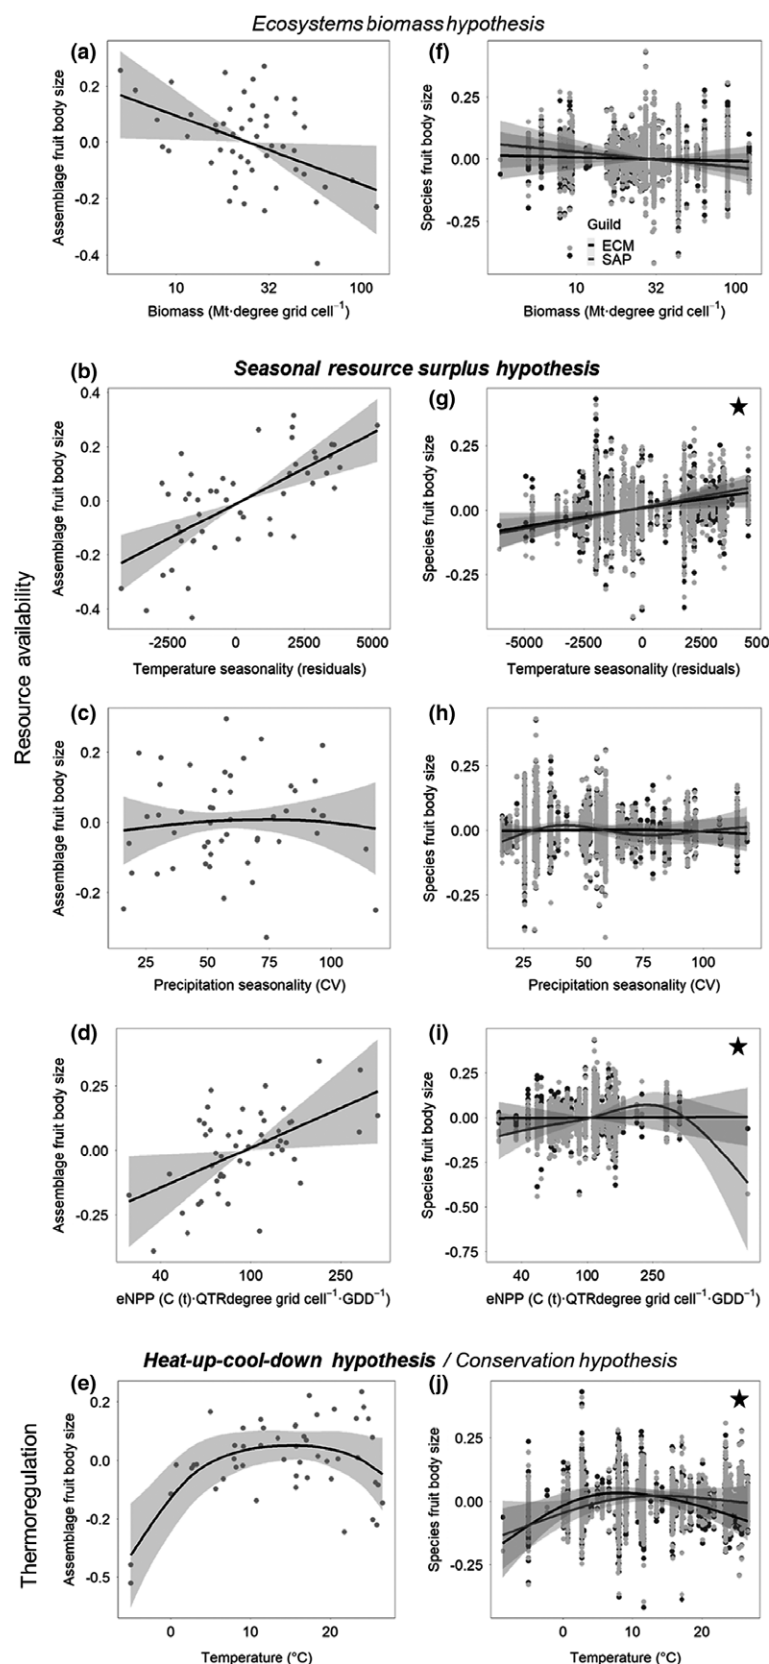 Ecosystems biomass hypothesis
(a)
Assemblage fruit body size
0.2
0.0
-0.2
-0.4
10 32 100
Biomass (Mt·degree grid cell⁻¹)
(f)
Species fruit body size
0.25
0.00
-0.25
Guild
ECM
SAP
10 32 100
Biomass (Mt·degree grid cell⁻¹)
Resource availability
Seasonal resource surplus hypothesis
(b)
Assemblage fruit body size
0.4
0.2
0.0
-0.2
-0.4
-2500 0 2500 5000
Temperature seasonality (residuals)
(g)
Species fruit body size
0.25
0.00
-0.25
-5000 -2500 0 2500 5000
Temperature seasonality (residuals)
(c)
Assemblage fruit body size
0.2
0.0
-0.2
25 50 75 100
Precipitation seasonality (CV)
(h)
Species fruit body size
0.25
0.00
-0.25
25 50 75 100
Precipitation seasonality (CV)
(d)
Assemblage fruit body size
0.25
0.00
-0.25
40 100 250
eNPP (C (t)·QTRdegree grid cell⁻¹·GDD⁻¹)
(i)
Species fruit body size
0.25
0.00
-0.25
-0.50
-0.75
40 100 250
eNPP (C (t)·QTRdegree grid cell⁻¹·GDD⁻¹)
Thermoregulation
Heat-up-cool-down hypothesis / Conservation hypothesis
(e)
Assemblage fruit body size
0.2
0.0
-0.2
-0.5
0 10 20
Temperature (°C)
(j)
Species fruit body size
0.25
0.00
-0.25
0 10 20
Temperature (°C)